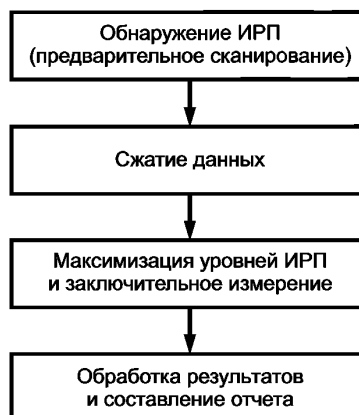 Обнаружение ИРП
(предварительное сканирование)
Сжатие данных
Максимизация уровней ИРП
и заключительное измерение
Обработка результатов
и составление отчета